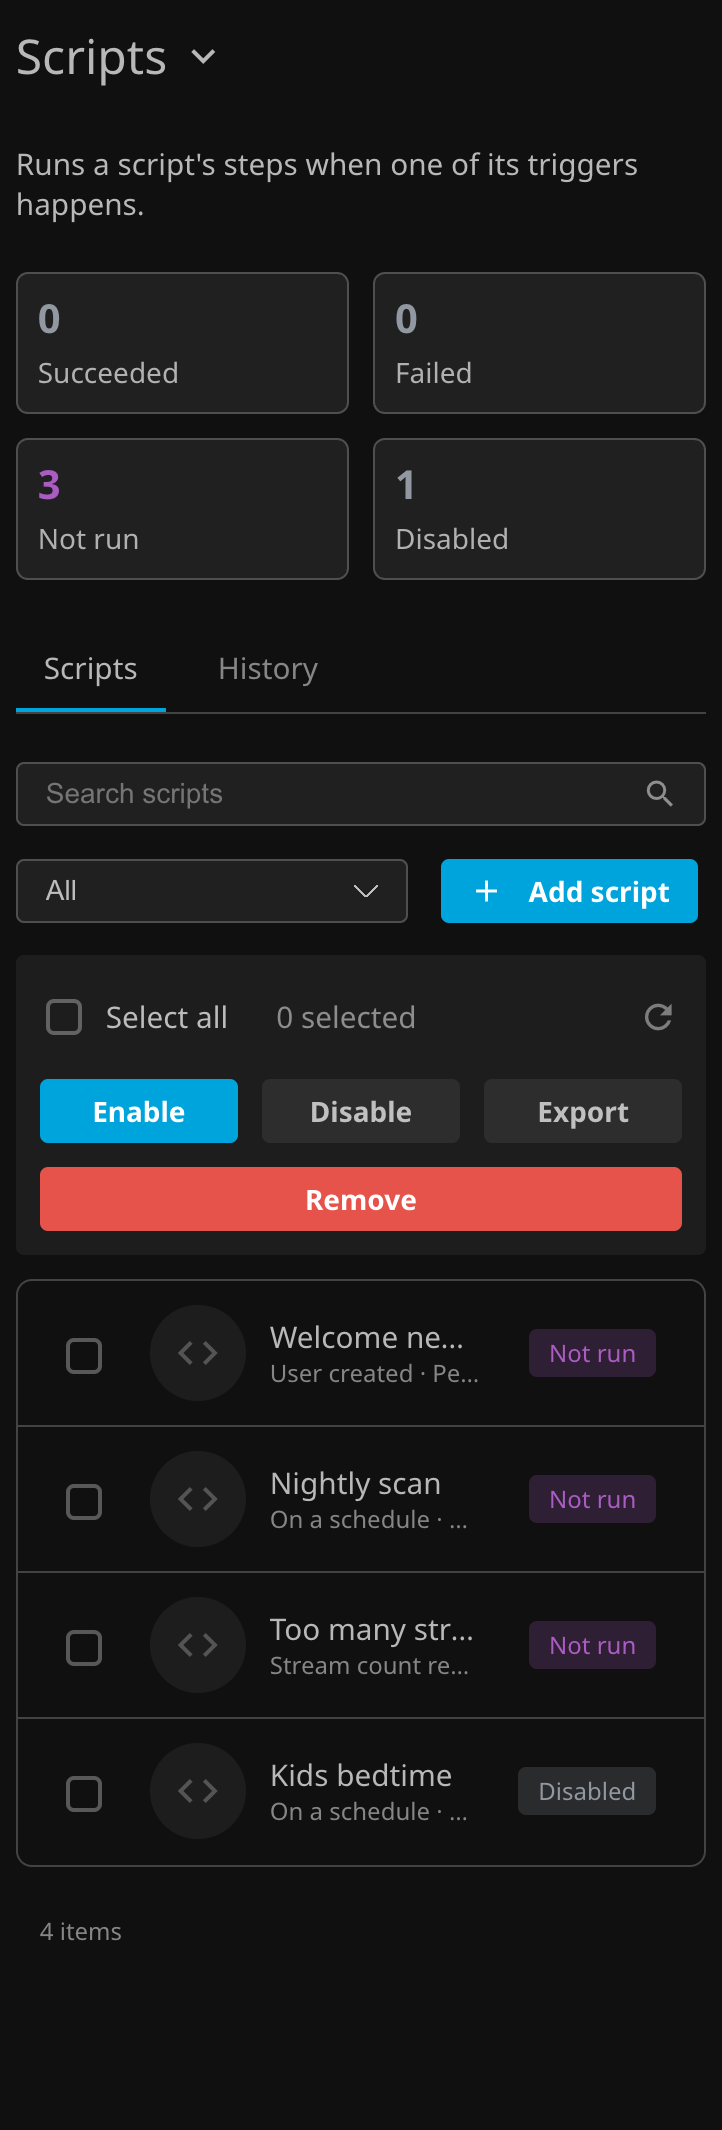 Scripts
Runs a script's steps when one of its triggers
happens.
0
Succeeded
0
Failed
3
Not run
1
Disabled
Scripts
History
Search scripts
All
Add script
Select all
0 selected
Enable
Disable
Export
Remove
Welcome ne...
User created · Pe...
Not run
Nightly scan
On a schedule · ...
Not run
Too many str...
Stream count re...
Not run
Kids bedtime
On a schedule · ...
Disabled
4 items